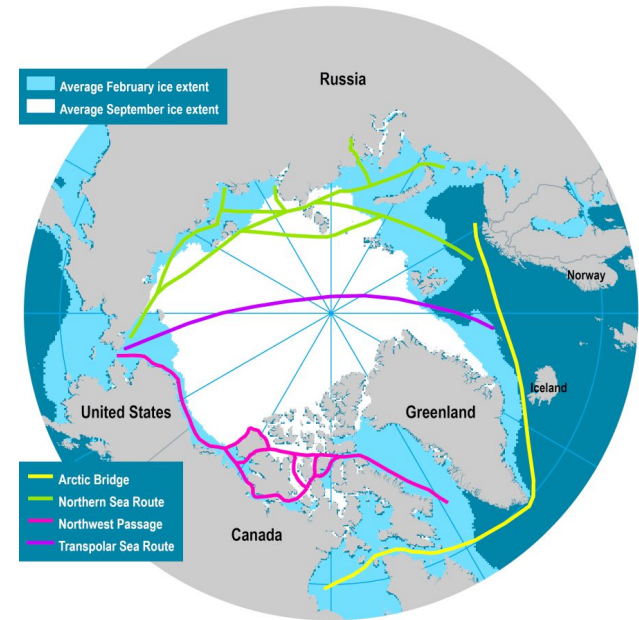 Russia
Average February ice extent
Average September ice extent
Norway
Iceland
United States
Greenland
Arctic Bridge
Northern Sea Route
Northwest Passage
Transpolar Sea Route
Canada